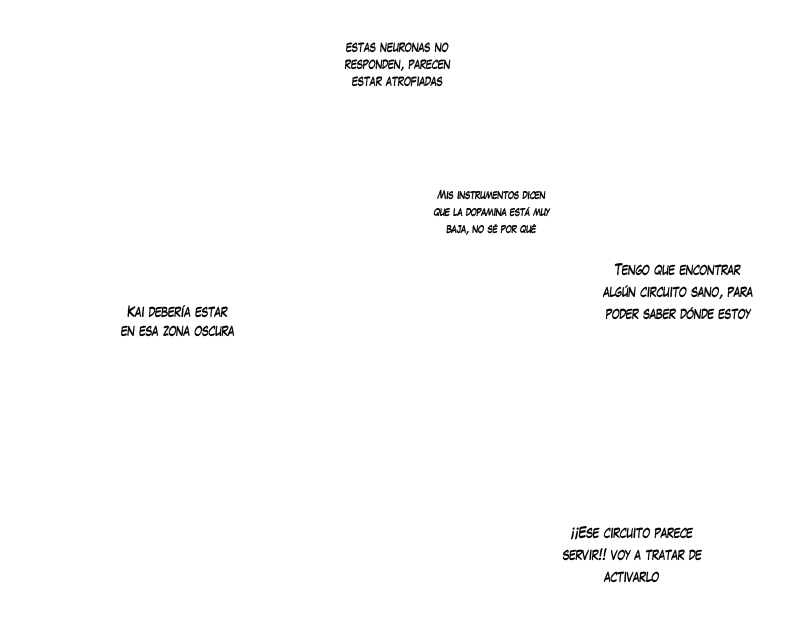 ESTAS NEURONAS NO
RESPONDEN, PARECEN
ESTAR ATROFIADAS
MIS INSTRUMENTOS DICEN
QUE LA DOPAMINA ESTÁ MUY
BAJA, NO SÉ POR QUÉ
TENGO QUE ENCONTRAR
ALGÚN CIRCUITO SANO, PARA
PODER SABER DÓNDE ESTOY
KAI DEBERÍA ESTAR
EN ESA ZONA OSCURA
¡¡ESE CIRCUITO PARECE
SERVIR!! VOY A TRATAR DE
ACTIVARLO